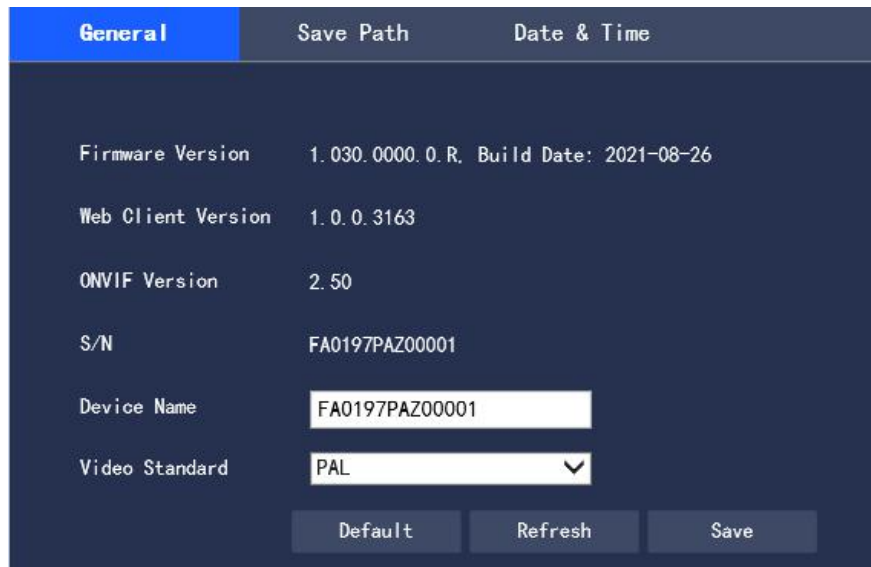 General Save Path Date & Time
Firmware Version 1.030.0000.0.R, Build Date: 2021-08-26
Web Client Version 1.0.0.3163
ONVIF Version 2.50
S/N FA0197PAZ00001
Device Name FA0197PAZ00001
Video Standard PAL
Default Refresh Save